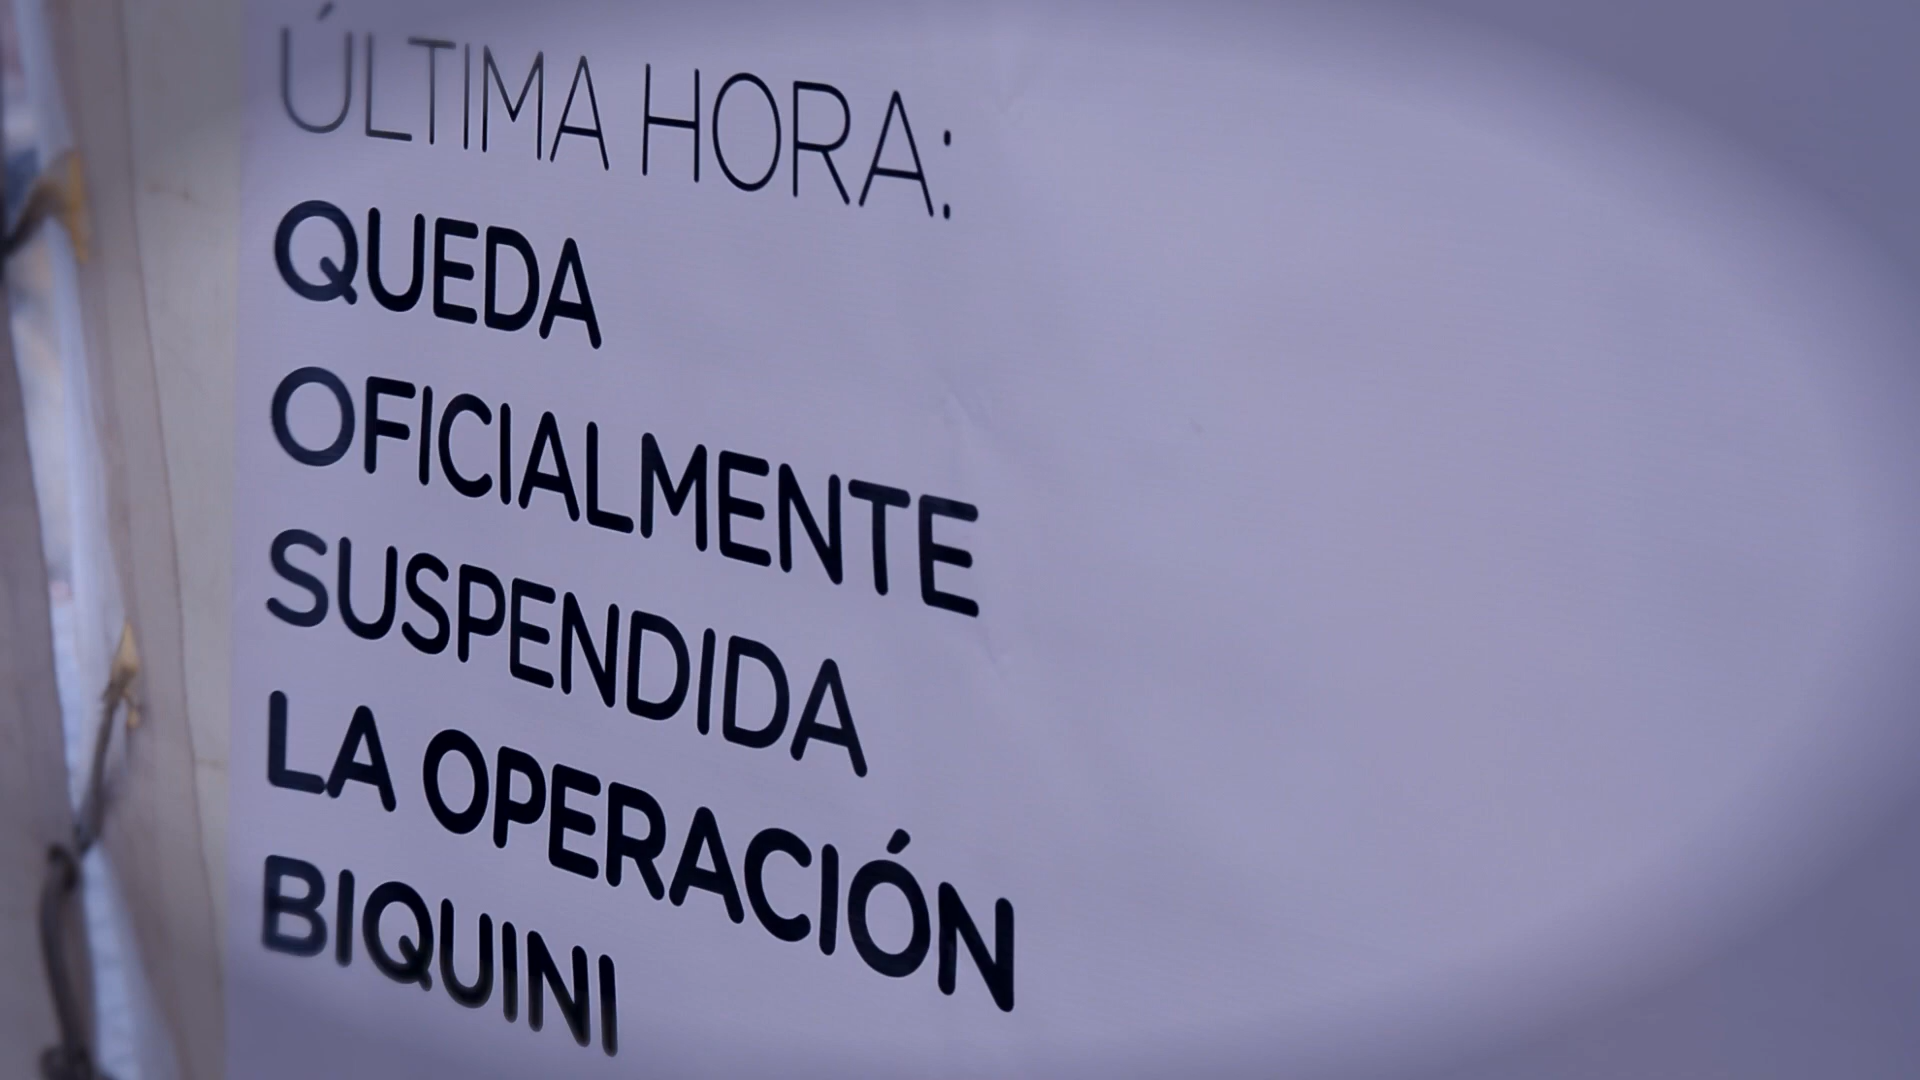 ÚLTIMA HORA:
QUEDA
OFICIALMENTE
SUSPENDIDA
LA OPERACIÓN
BIQUINI